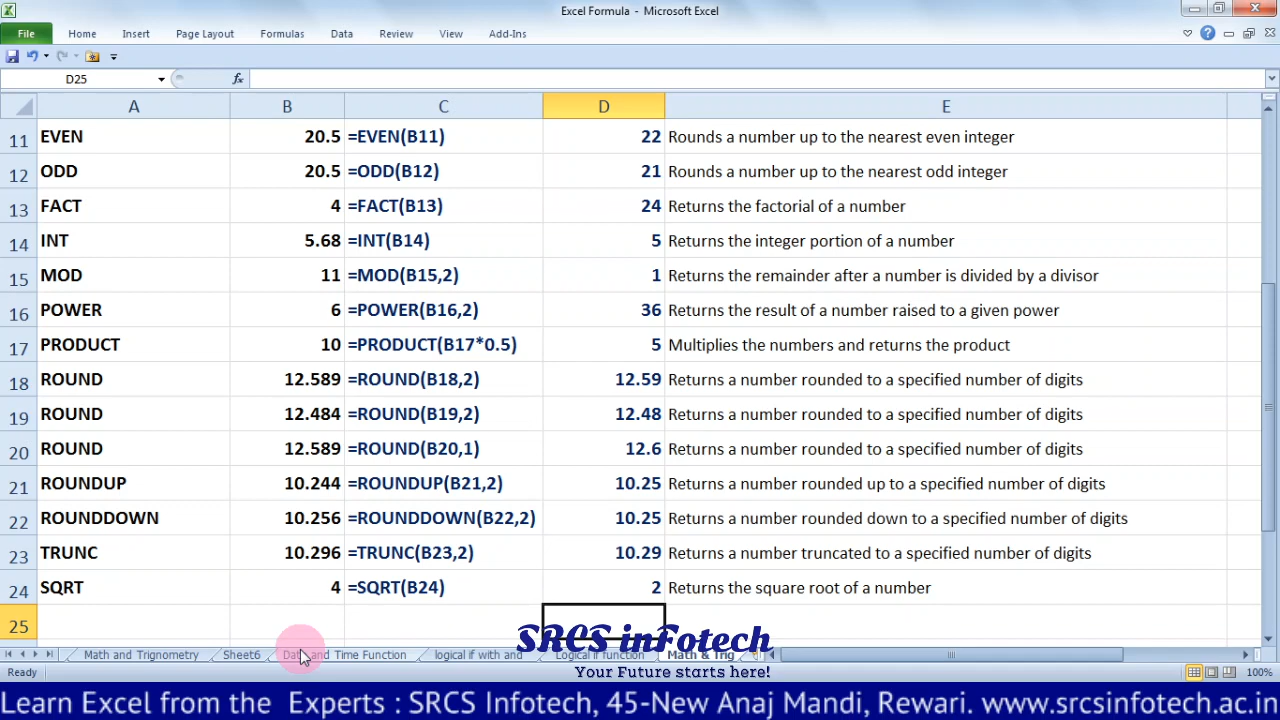 Excel Formula - Microsoft Excel
File Home Insert Page Layout Formulas Data Review View Add-Ins
D25 fx
A B C D E
11 EVEN 20.5 =EVEN(B11) 22 Rounds a number up to the nearest even integer
12 ODD 20.5 =ODD(B12) 21 Rounds a number up to the nearest odd integer
13 FACT 4 =FACT(B13) 24 Returns the factorial of a number
14 INT 5.68 =INT(B14) 5 Returns the integer portion of a number
15 MOD 11 =MOD(B15,2) 1 Returns the remainder after a number is divided by a divisor
16 POWER 6 =POWER(B16,2) 36 Returns the result of a number raised to a given power
17 PRODUCT 10 =PRODUCT(B17*0.5) 5 Multiplies the numbers and returns the product
18 ROUND 12.589 =ROUND(B18,2) 12.59 Returns a number rounded to a specified number of digits
19 ROUND 12.484 =ROUND(B19,2) 12.48 Returns a number rounded to a specified number of digits
20 ROUND 12.589 =ROUND(B20,1) 12.6 Returns a number rounded to a specified number of digits
21 ROUNDUP 10.244 =ROUNDUP(B21,2) 10.25 Returns a number rounded up to a specified number of digits
22 ROUNDDOWN 10.256 =ROUNDDOWN(B22,2) 10.25 Returns a number rounded down to a specified number of digits
23 TRUNC 10.296 =TRUNC(B23,2) 10.29 Returns a number truncated to a specified number of digits
24 SQRT 4 =SQRT(B24) 2 Returns the square root of a number
25
SRCS inFotech
Math and Trignometry Sheet6 Date and Time Function logical if with and Logical if function Math & Trig
Your Future starts here!
Ready 100%
Learn Excel from the Experts : SRCS Infotech, 45-New Anaj Mandi, Rewari. www.srcsinfotech.ac.in